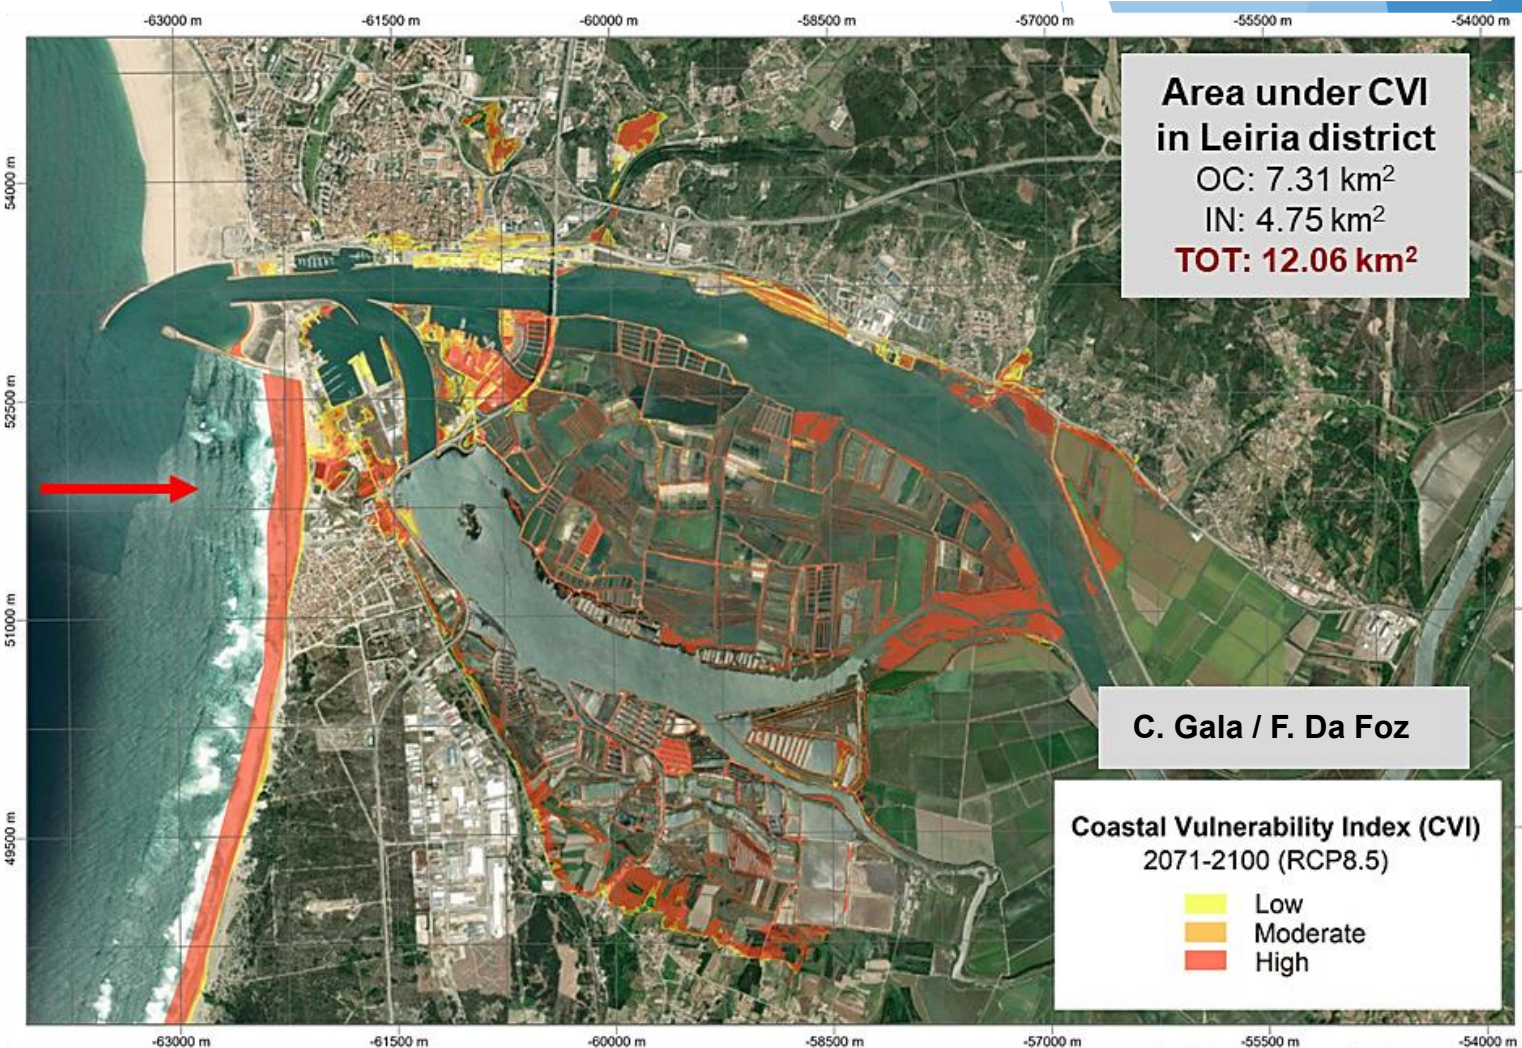 -63000 m
-61500 m
-60000 m
-58500 m
-57000 m
-55500 m
-54000 m
54000 m
52500 m
51000 m
49500 m
Area under CVI
in Leiria district
OC: 7.31 km²
IN: 4.75 km²
TOT: 12.06 km²
C. Gala / F. Da Foz
Coastal Vulnerability Index (CVI)
2071-2100 (RCP8.5)
Low
Moderate
High
-63000 m
-61500 m
-60000 m
-58500 m
-57000 m
-55500 m
-54000 m